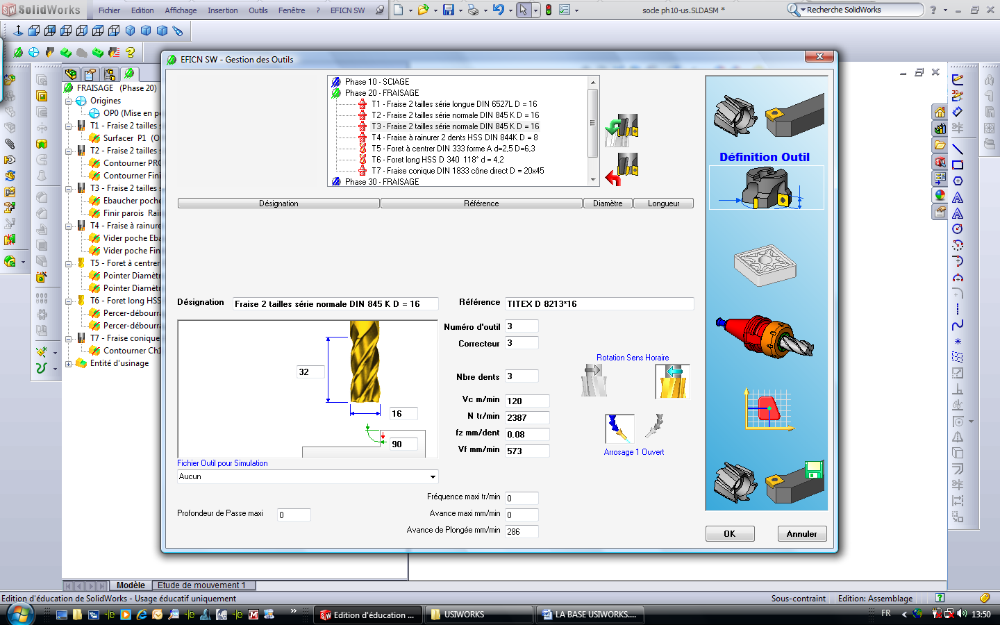 SolidWorks
Fichier Edition Affichage Insertion Outils Fenêtre ? EFICN SW
socle ph10-us.SLDASM *
Recherche SolidWorks
EFICN SW - Gestion des Outils
FRAISAGE (Phase 20)
Origines
OP0 (Mise en p
T1 - Fraise 2 tailles
Surfacer P1 (O
T2 - Fraise 2 tailles
Contourner PRO
Contourner Fini
T3 - Fraise 2 tailles
Ebaucher poche
Finir parois Rai
T4 - Fraise à rainure
Vider poche Eba
Vider poche Fin
T5 - Foret à centrer
Pointer Diamètr
Pointer Diamètr
T6 - Foret long HSS
Percer-débourr
Percer-débourr
T7 - Fraise conique
Contourner Ch1
Entité d'usinage
Phase 10 - SCIAGE
Phase 20 - FRAISAGE
T1 - Fraise 2 tailles série longue DIN 6527L D = 16
T2 - Fraise 2 tailles série normale DIN 845 K D = 16
T3 - Fraise 2 tailles série normale DIN 845 K D = 16
T4 - Fraise à rainurer 2 dents HSS DIN 844K D = 8
T5 - Foret à centrer DIN 333 forme A d=2,5 D=6,3
T6 - Foret long HSS D 340 118° d = 4,2
T7 - Fraise conique DIN 1833 cône direct D = 20x45
Phase 30 - FRAISAGE
Désignation Référence Diamètre Longueur
Définition Outil
Désignation Fraise 2 tailles série normale DIN 845 K D = 16
Référence TITEX D 8213*16
Numéro d'outil 3
Correcteur 3
Nbre dents 3
Vc m/min 120
N tr/min 2387
fz mm/dent 0.08
Vf mm/min 573
32
16
90
Rotation Sens Horaire
Arrosage 1 Ouvert
Fichier Outil pour Simulation
Aucun
Profondeur de Passe maxi 0
Fréquence maxi tr/min 0
Avance maxi mm/min 0
Avance de Plongée mm/min 286
OK Annuler
Modèle Etude de mouvement 1
Edition d'éducation de SolidWorks - Usage éducatif uniquement
Sous-contraint Edition: Assemblage
Edition d'éducation ... USIWORKS LA BASE USIWORKS.... FR 13:50